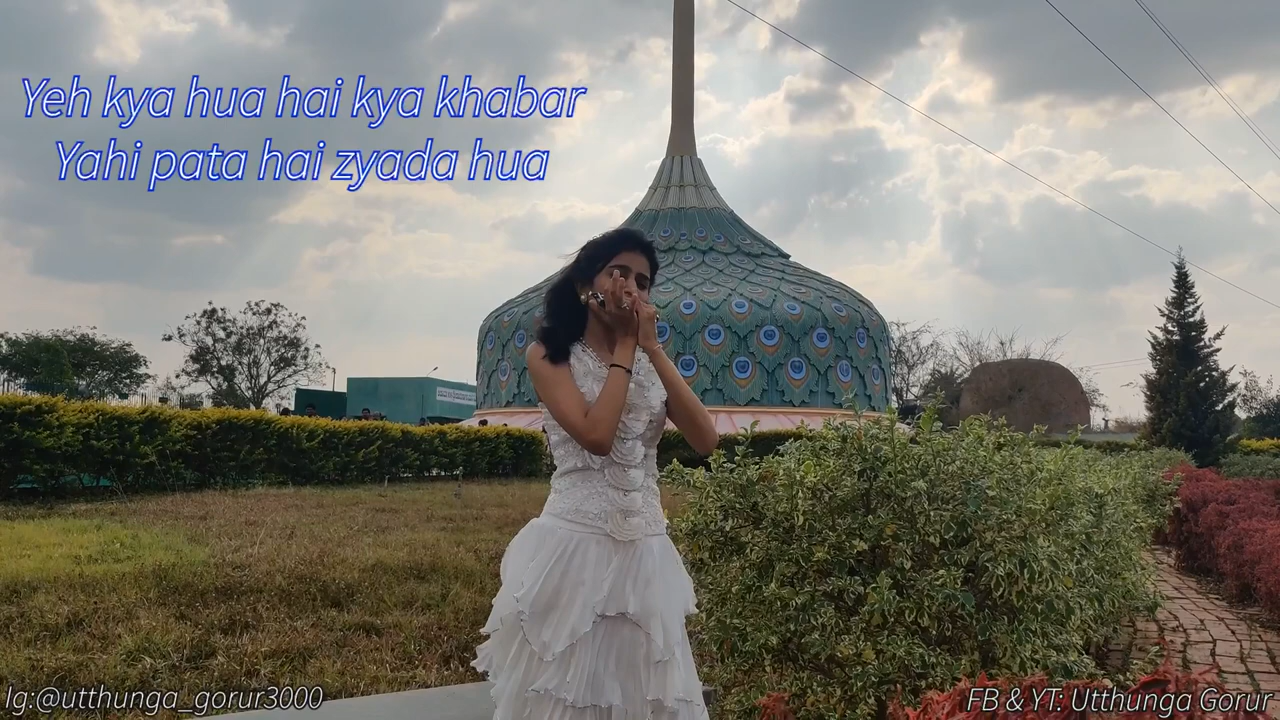 Yeh kya hua hai kya khabar
Yahi pata hai zyada hua
Ig:@utthunga_gorur3000
FB & YT: Utthunga Gorur